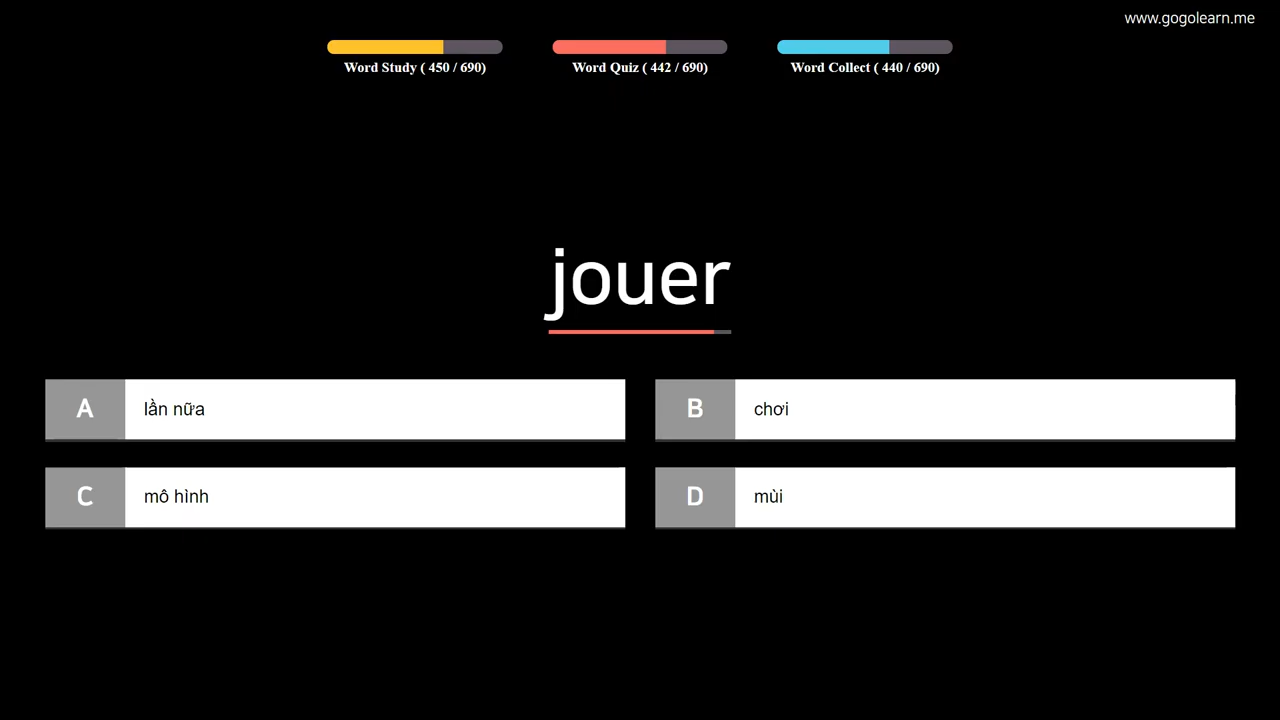 www.gogolearn.me
Word Study ( 450 / 690)
Word Quiz ( 442 / 690)
Word Collect ( 440 / 690)
jouer
A lần nữa
B chơi
C mô hình
D mùi